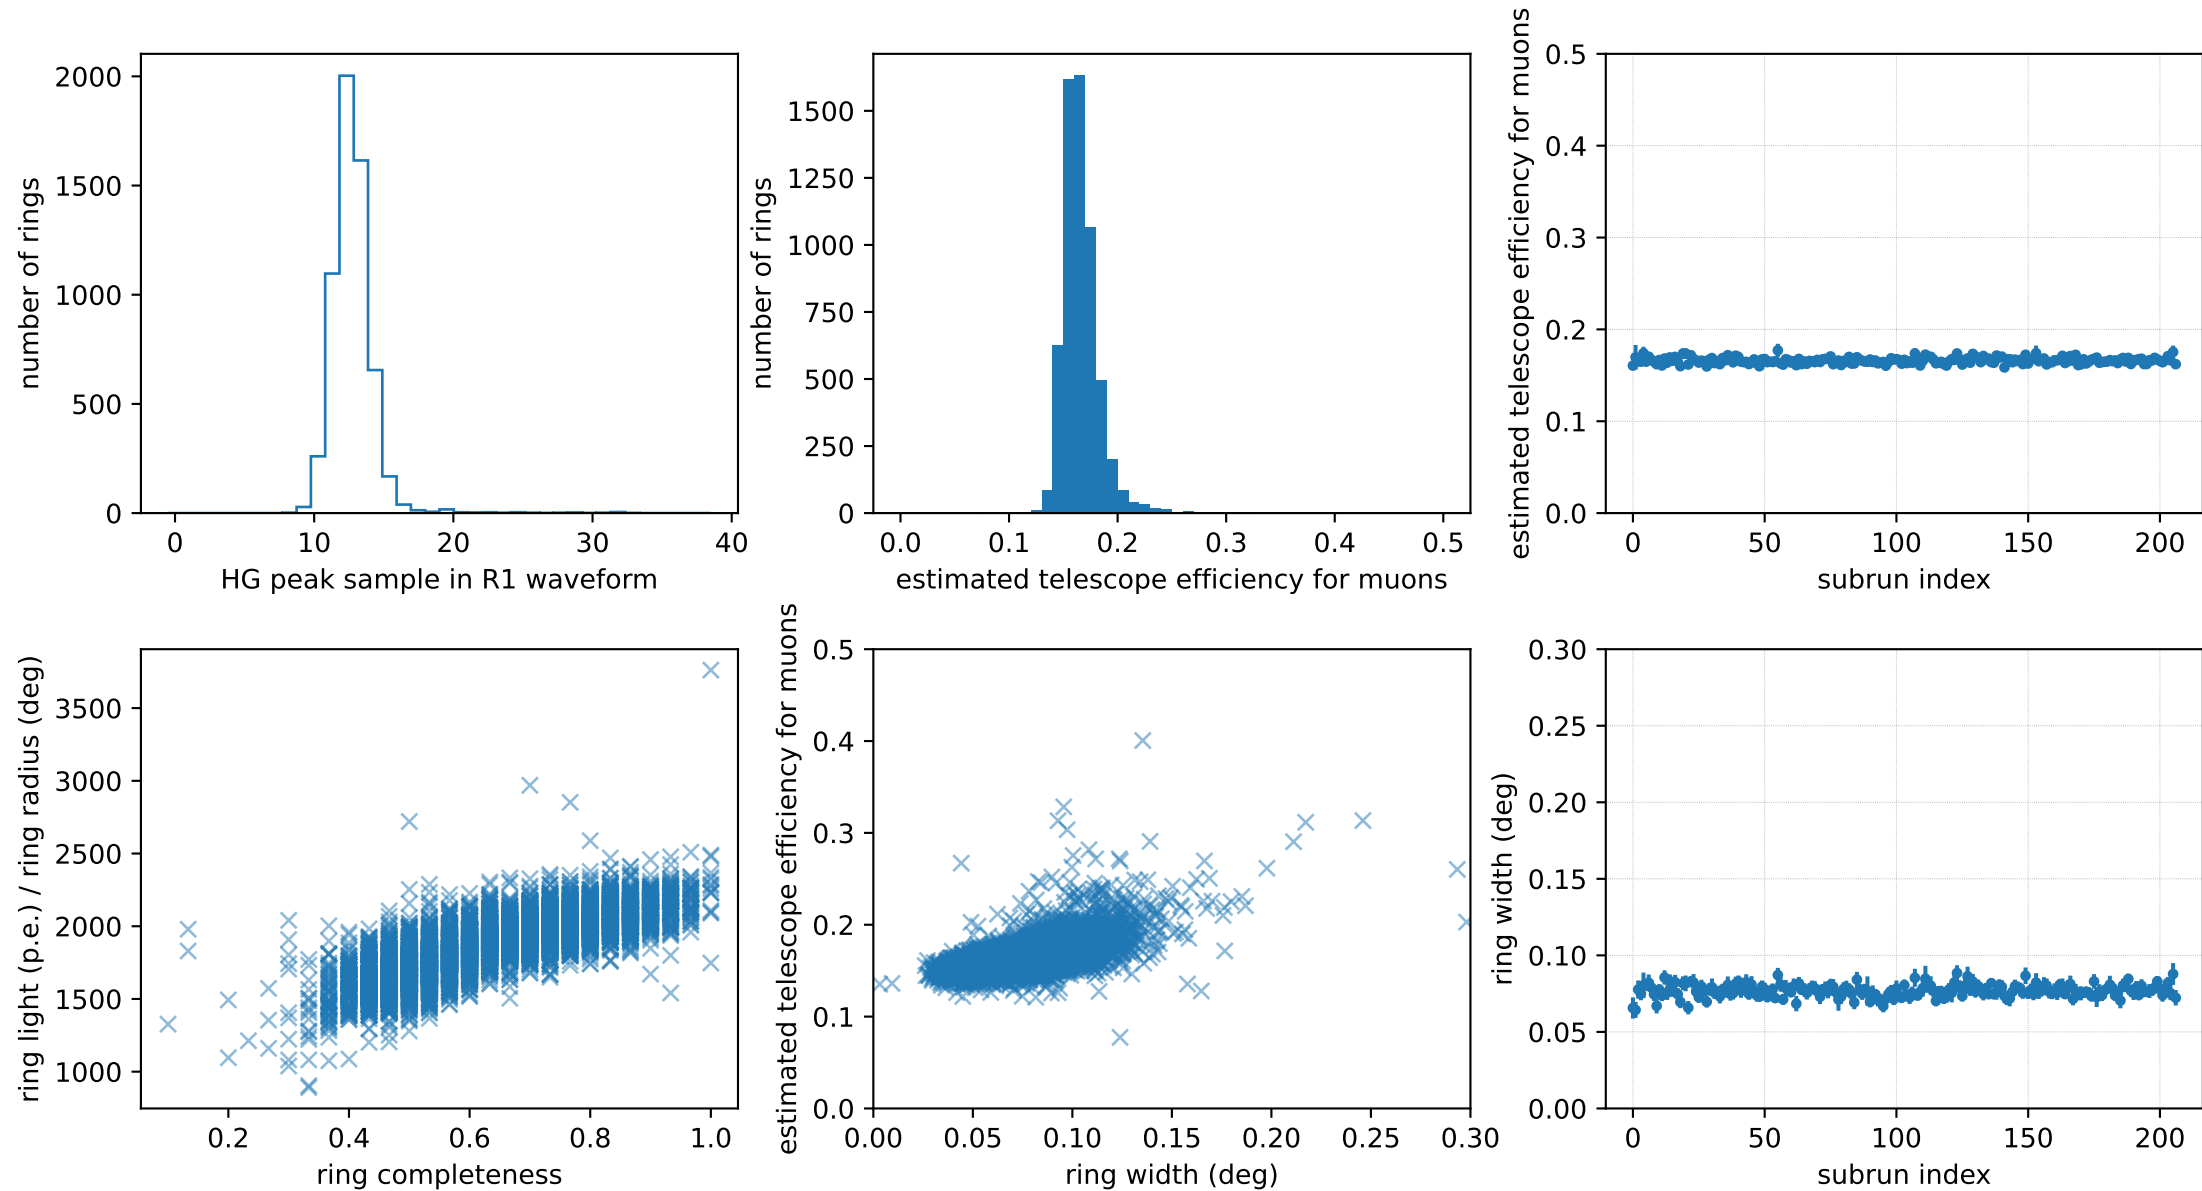 2000
1500
1000
500
0
0 10 20 30 40
number of rings
HG peak sample in R1 waveform
1500
1250
1000
750
500
250
0
0.0 0.1 0.2 0.3 0.4 0.5
number of rings
estimated telescope efficiency for muons
0.5
0.4
0.3
0.2
0.1
0.0
0 50 100 150 200
estimated telescope efficiency for muons
subrun index
3500
3000
2500
2000
1500
1000
0.2 0.4 0.6 0.8 1.0
ring light (p.e.) / ring radius (deg)
ring completeness
0.5
0.4
0.3
0.2
0.1
0.0
0.00 0.05 0.10 0.15 0.20 0.25 0.30
estimated telescope efficiency for muons
ring width (deg)
0.30
0.25
0.20
0.15
0.10
0.05
0.00
0 50 100 150 200
ring width (deg)
subrun index